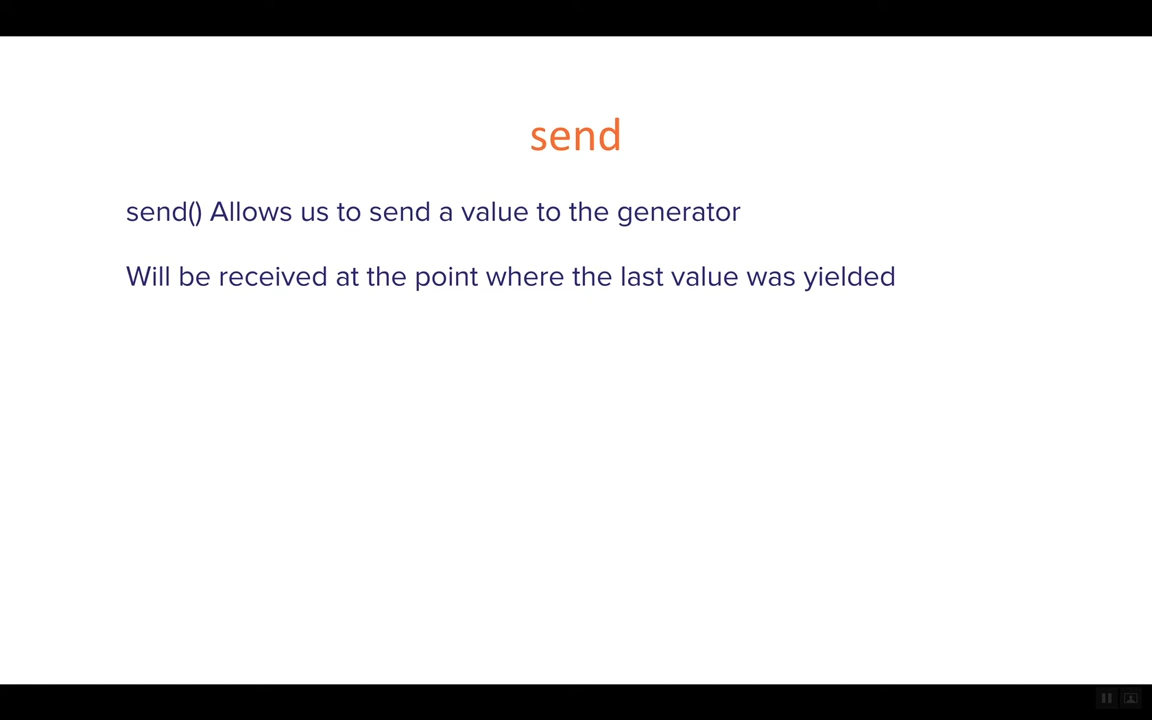 send
send() Allows us to send a value to the generator
Will be received at the point where the last value was yielded